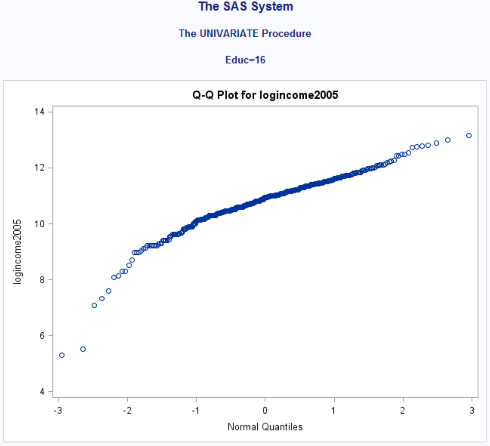 The SAS System
The UNIVARIATE Procedure
Educ=16
Q-Q Plot for logincome2005
14
12
10
8
6
4
logincome2005
-3 -2 -1 0 1 2 3
Normal Quantiles